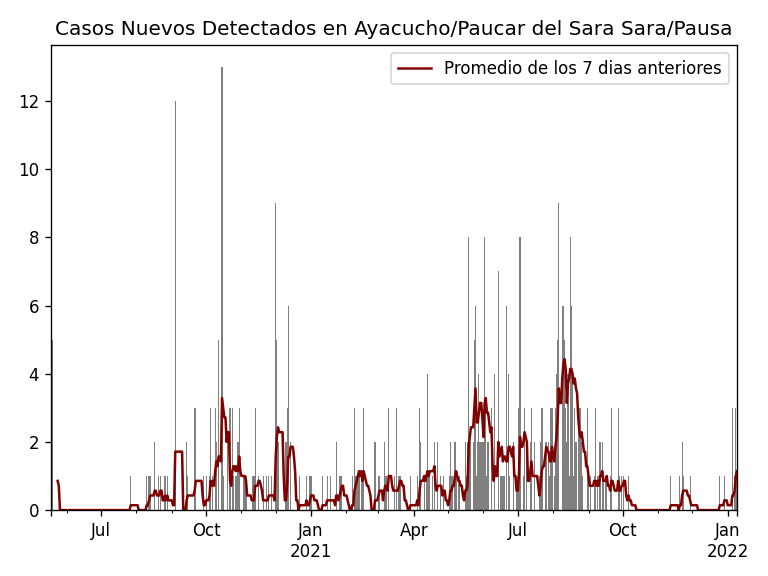 Casos Nuevos Detectados en Ayacucho/Paucar del Sara Sara/Pausa
Promedio de los 7 dias anteriores
12
10
8
6
4
2
0
Jul Oct Jan Apr Jul Oct Jan
2021 2022